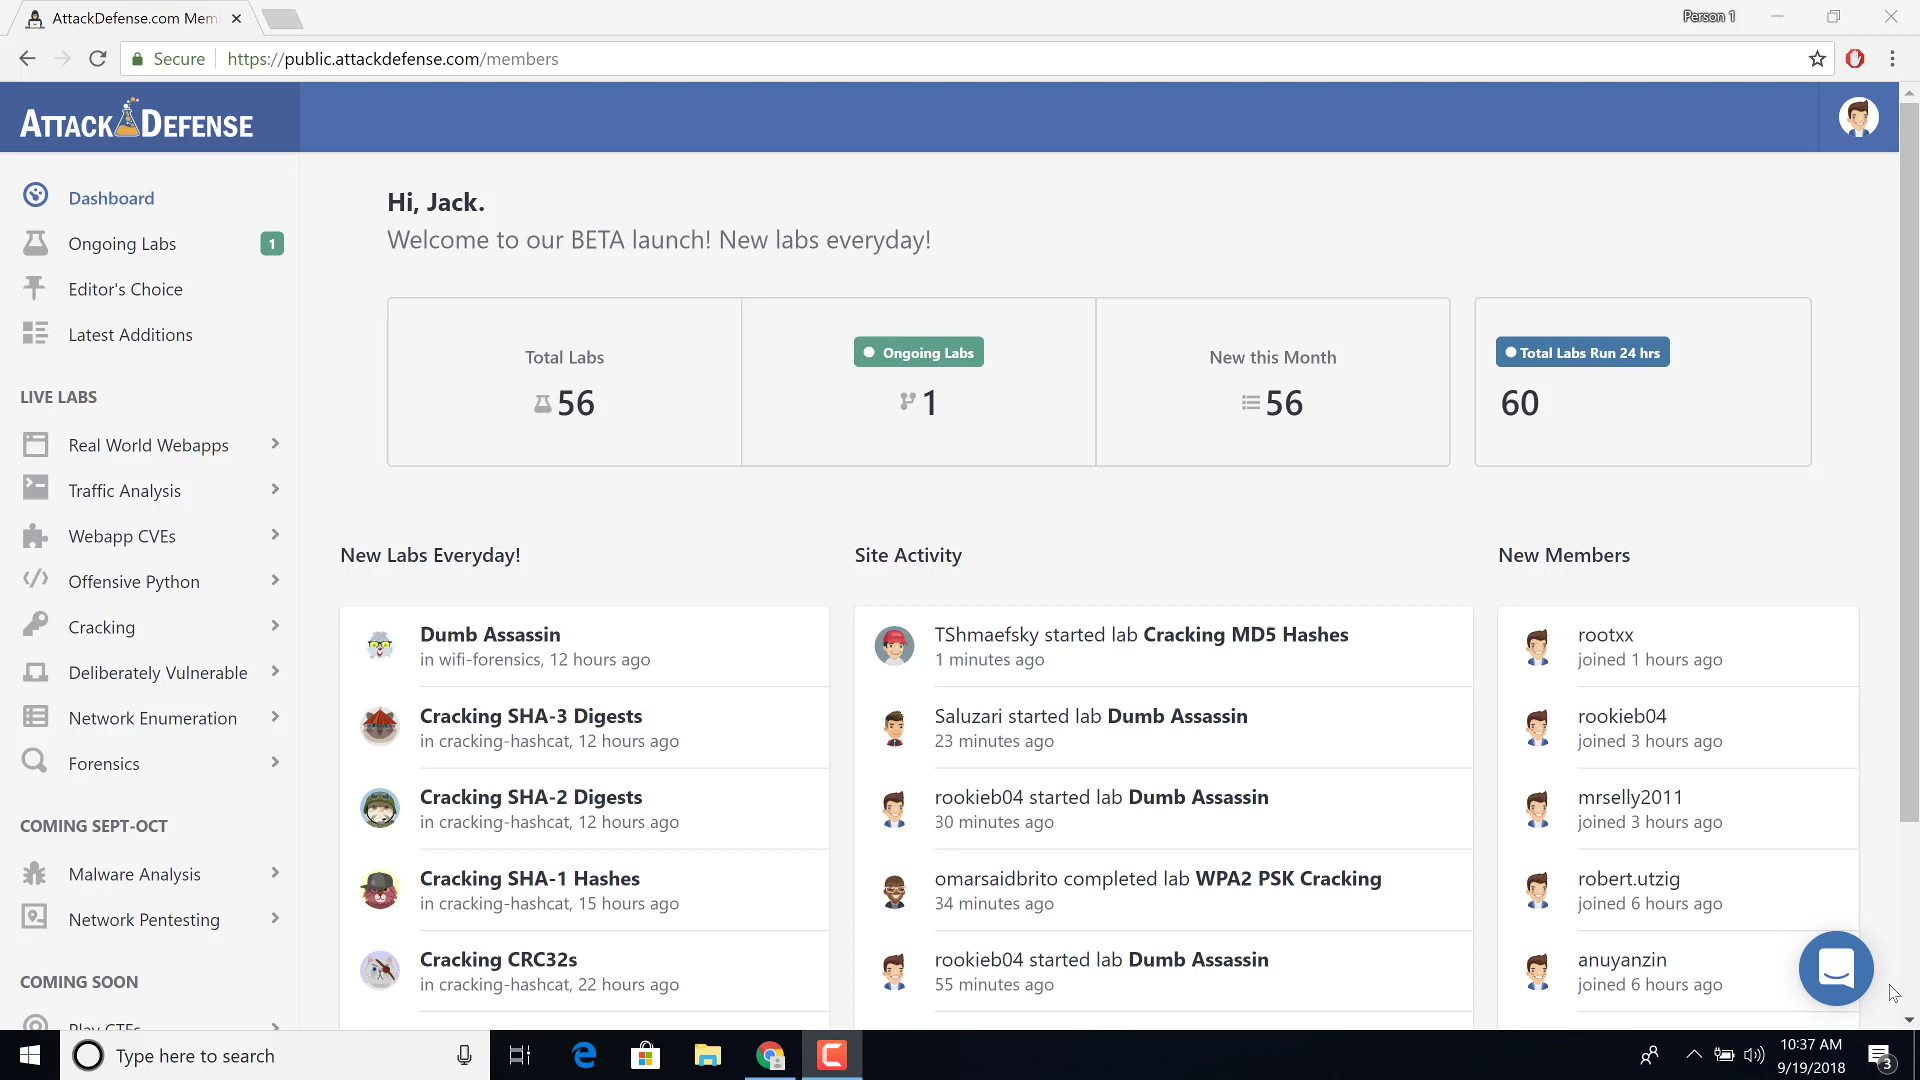 AttackDefense.com Mem
Person 1
Secure
https://public.attackdefense.com/members
ATTACK DEFENSE
Dashboard
Ongoing Labs
1
Editor's Choice
Latest Additions
LIVE LABS
Real World Webapps
Traffic Analysis
Webapp CVEs
Offensive Python
Cracking
Deliberately Vulnerable
Network Enumeration
Forensics
COMING SEPT-OCT
Malware Analysis
Network Pentesting
COMING SOON
Play CTFs
Hi, Jack.
Welcome to our BETA launch! New labs everyday!
Total Labs
56
Ongoing Labs
1
New this Month
56
Total Labs Run 24 hrs
60
New Labs Everyday!
Dumb Assassin
in wifi-forensics, 12 hours ago
Cracking SHA-3 Digests
in cracking-hashcat, 12 hours ago
Cracking SHA-2 Digests
in cracking-hashcat, 12 hours ago
Cracking SHA-1 Hashes
in cracking-hashcat, 15 hours ago
Cracking CRC32s
in cracking-hashcat, 22 hours ago
Site Activity
TShmaefsky started lab Cracking MD5 Hashes
1 minutes ago
Saluzari started lab Dumb Assassin
23 minutes ago
rookieb04 started lab Dumb Assassin
30 minutes ago
omarsaidbrito completed lab WPA2 PSK Cracking
34 minutes ago
rookieb04 started lab Dumb Assassin
55 minutes ago
New Members
rootxx
joined 1 hours ago
rookieb04
joined 3 hours ago
mrselly2011
joined 3 hours ago
robert.utzig
joined 6 hours ago
anuyanzin
joined 6 hours ago
Type here to search
10:37 AM
9/19/2018
3